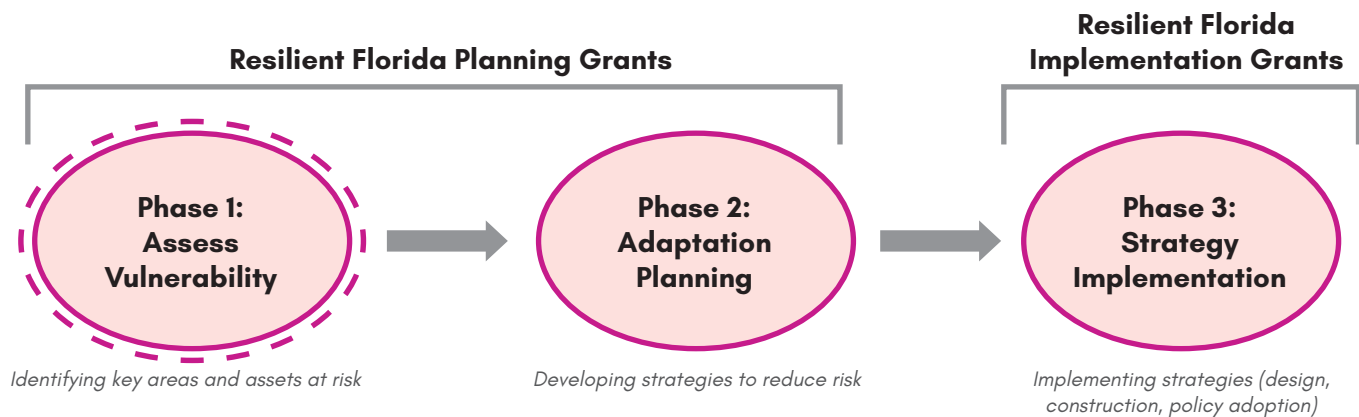 Resilient Florida Planning Grants
Resilient Florida
Implementation Grants
Phase 1:
Assess
Vulnerability
Phase 2:
Adaptation
Planning
Phase 3:
Strategy
Implementation
Identifying key areas and assets at risk
Developing strategies to reduce risk
Implementing strategies (design,
construction, policy adoption)